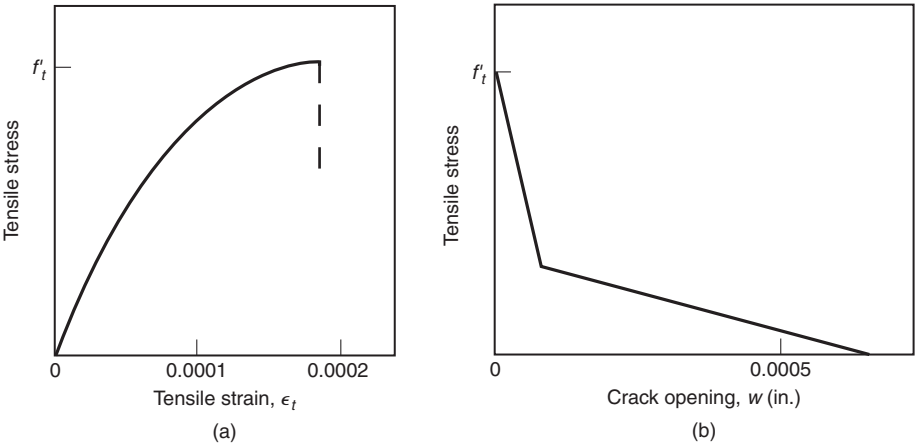 f′t
Tensile stress
0
0.0001
0.0002
Tensile strain, ϵt
(a)
f′t
Tensile stress
0
0.0005
Crack opening, w (in.)
(b)